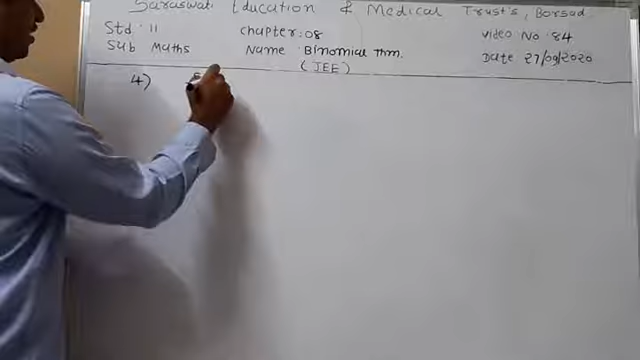 Saraswati Education & Medical Trust's, Borsad
Std : 11 chapter : 08 video No : 84
Sub Maths Name : Binomial Thm. Date 27/09/2020
(JEE)
4)